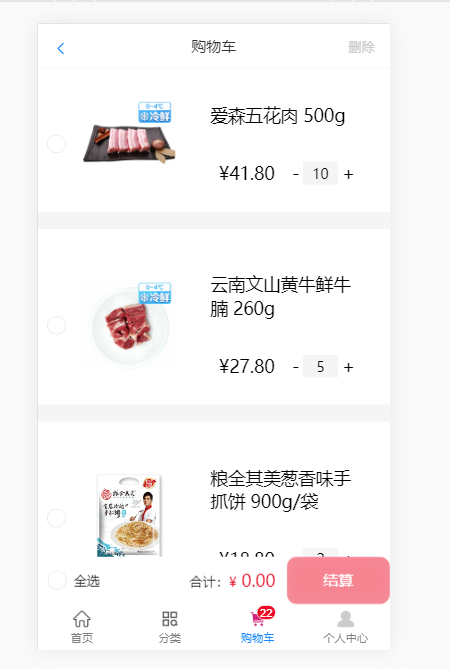 购物车
删除
0~4℃
冷鲜
爱森五花肉 500g
¥41.80 - 10 +
0~4℃
冷鲜
云南文山黄牛鲜牛
腩 260g
¥27.80 - 5 +
粮全其美葱香味手
抓饼 900g/袋
全选
合计: ¥ 0.00
结算
22
首页
分类
购物车
个人中心